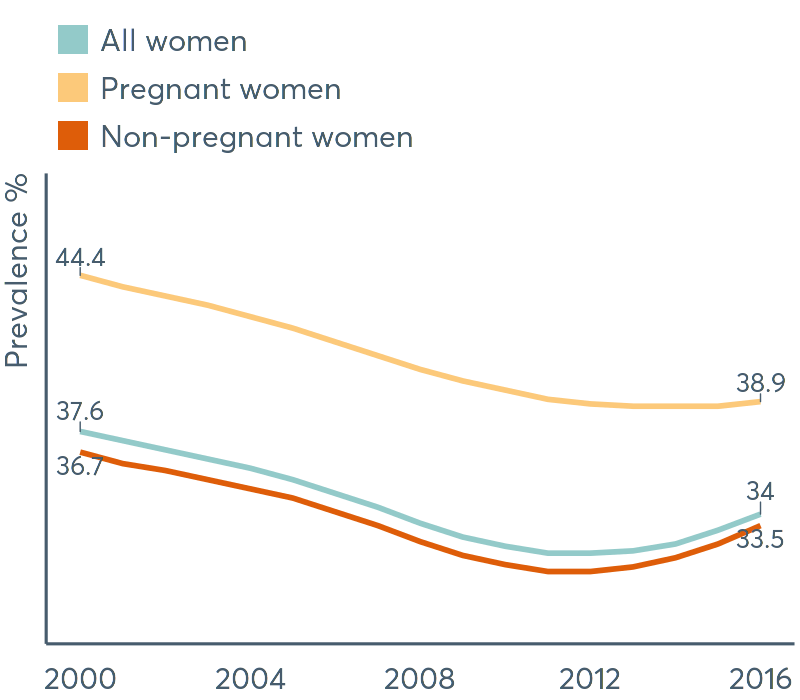 All women
Pregnant women
Non-pregnant women
Prevalence %
44.4
38.9
37.6
36.7
34
33.5
2000 2004 2008 2012 2016